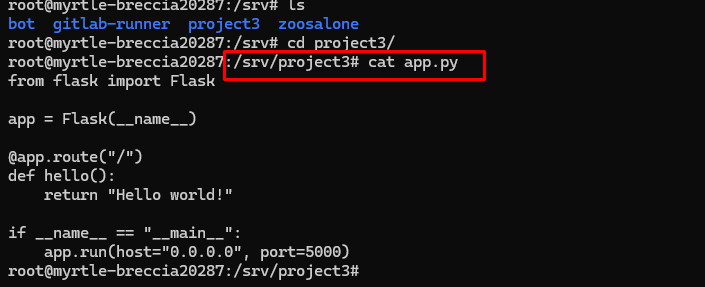 root@myrtle-breccia20287:/srv# ls
bot  gitlab-runner  project3  zoosalone
root@myrtle-breccia20287:/srv# cd project3/
root@myrtle-breccia20287:/srv/project3# cat app.py
from flask import Flask

app = Flask(__name__)

@app.route("/")
def hello():
    return "Hello world!"

if __name__ == "__main__":
    app.run(host="0.0.0.0", port=5000)
root@myrtle-breccia20287:/srv/project3#